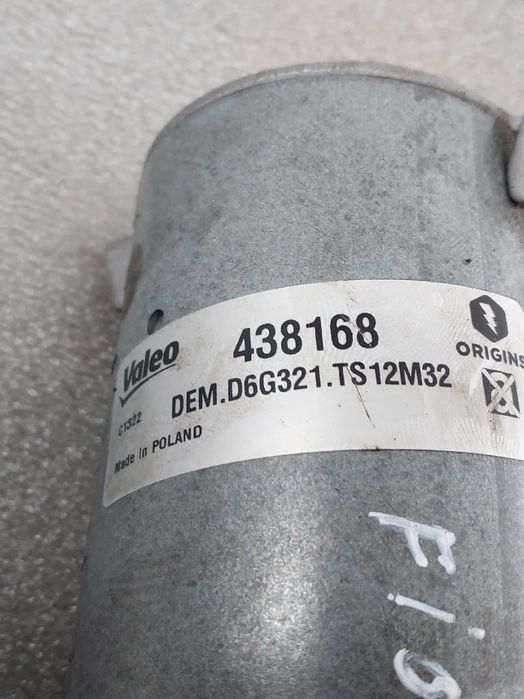 Valeo
438168
ORIGINS
DEM.D6G321.TS12M32
C1322
Made in POLAND